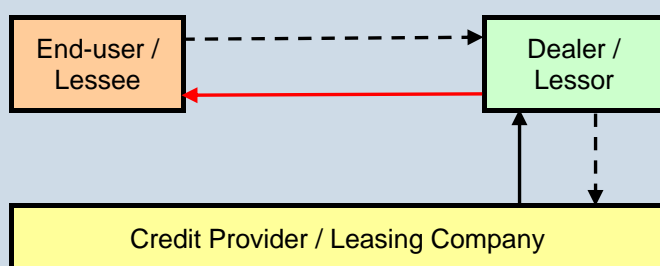 End-user /
Lessee
Dealer /
Lessor
Credit Provider / Leasing Company